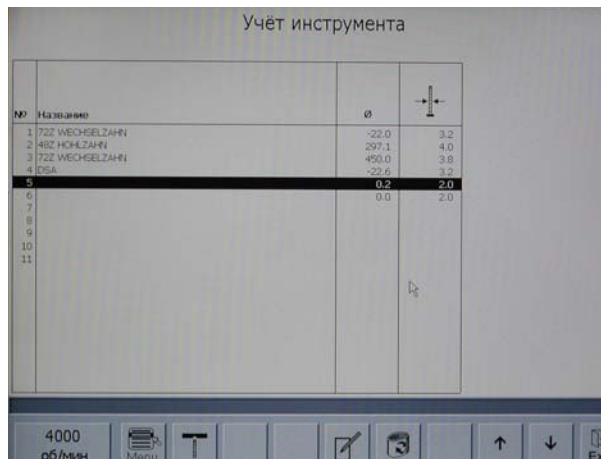 Учёт инструмента
№ Название ø
1 72Z WECHSELZAHN -22.0 3.2
2 48Z HOHLZAHN 297.1 4.0
3 72Z WECHSELZAHN 450.0 3.8
4 DSA -22.6 3.2
5 0.2 2.0
6 0.0 2.0
7
8
9
10
11
4000
об/мин Menu